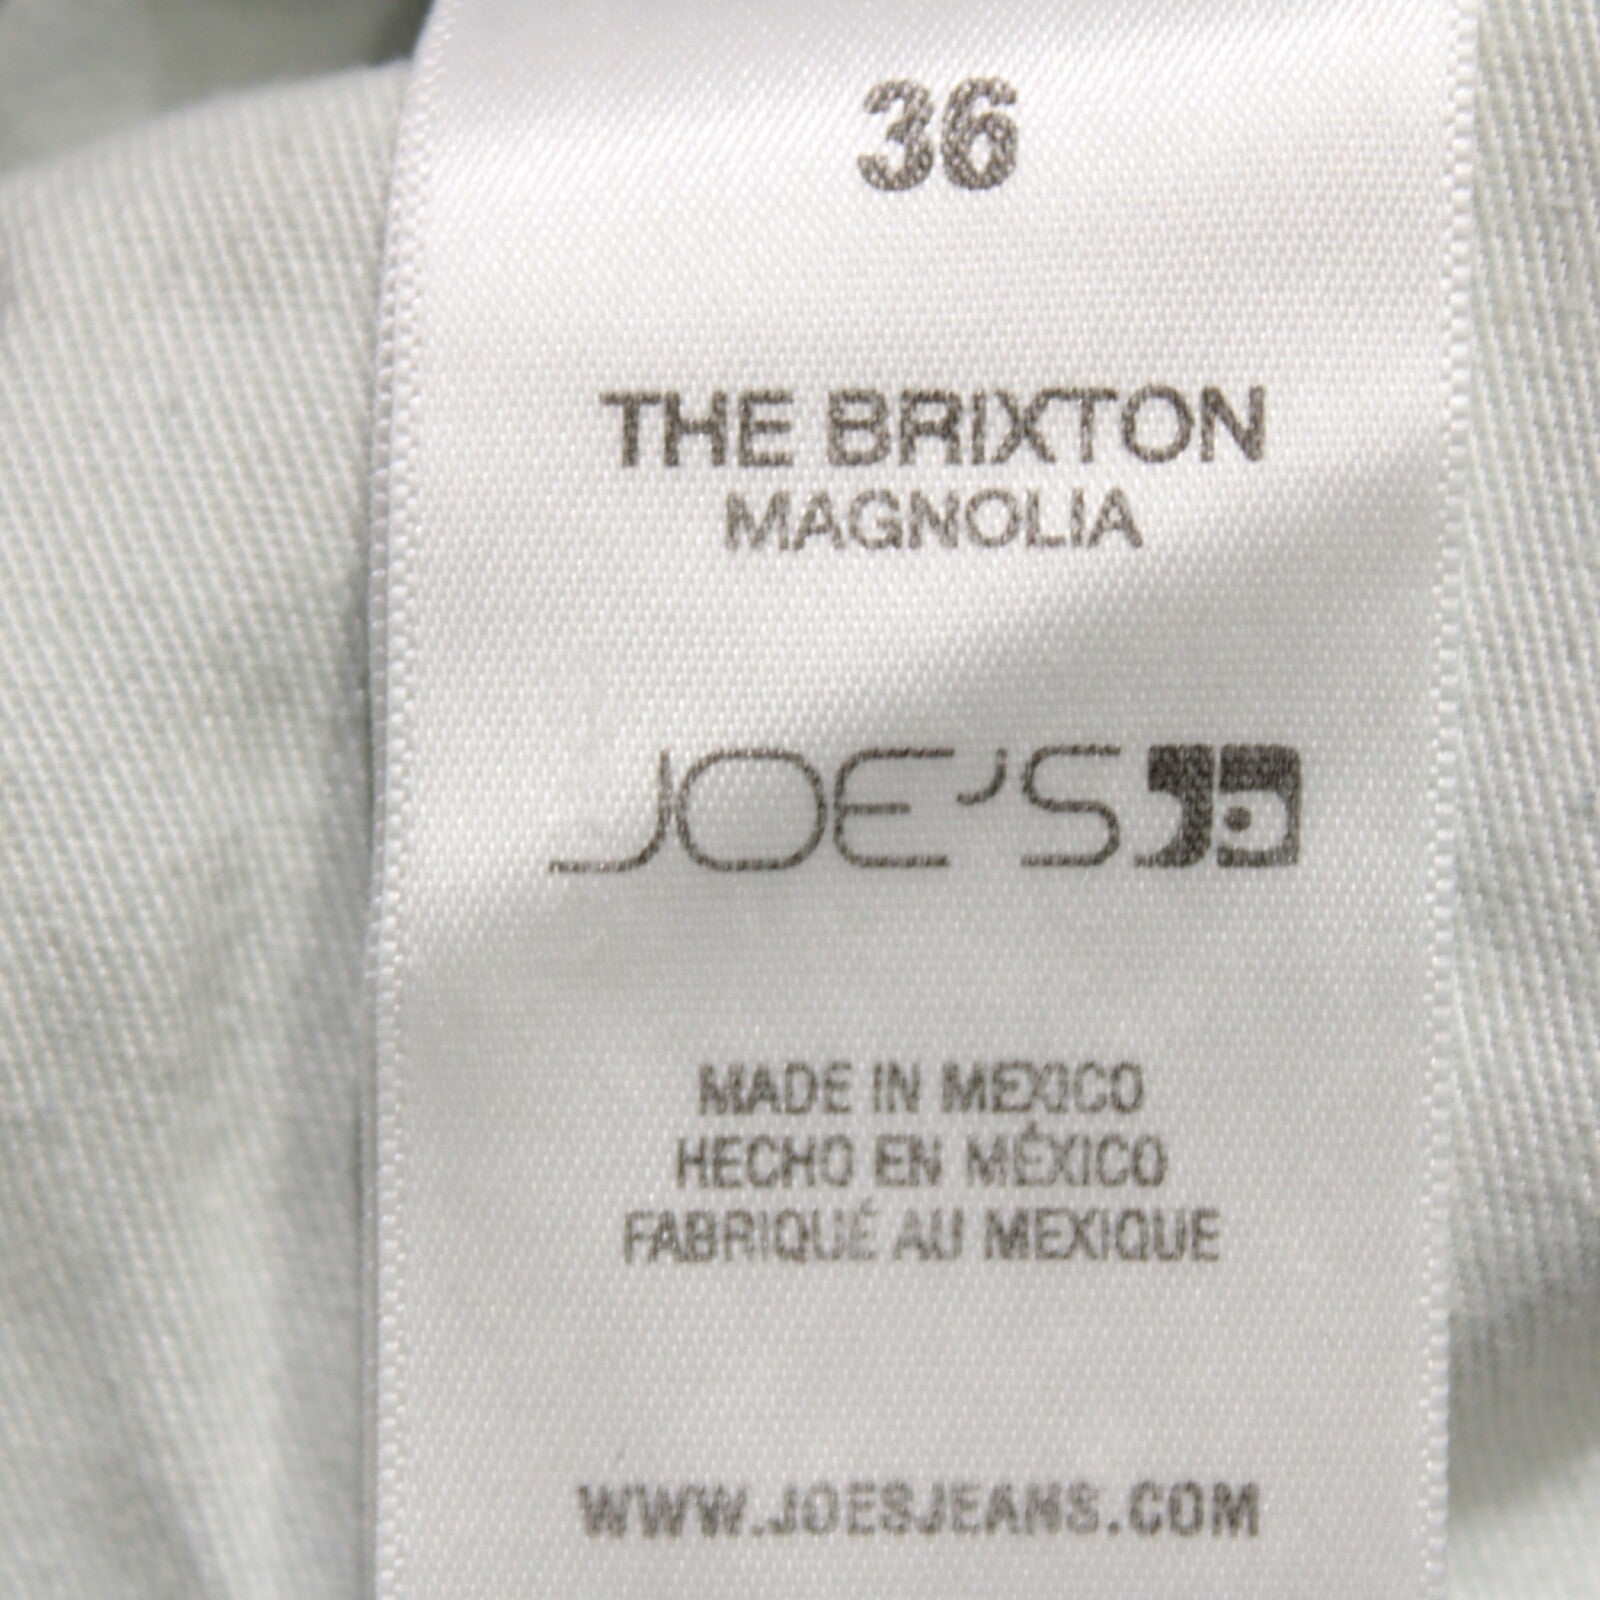 36
THE BRIXTON
MAGNOLIA
JOE'S
MADE IN MEXICO
HECHO EN MÉXICO
FABRIQUÉ AU MEXIQUE
WWW.JOESJEANS.COM